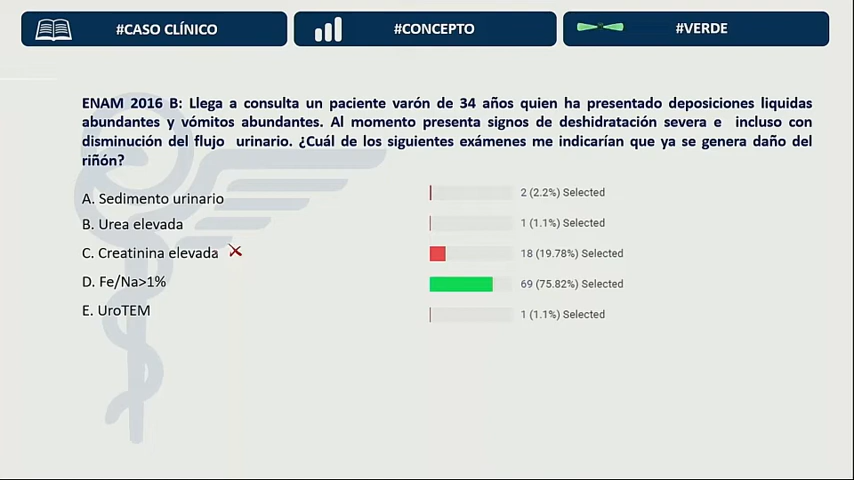 #CASO CLÍNICO
#CONCEPTO
#VERDE
ENAM 2016 B: Llega a consulta un paciente varón de 34 años quien ha presentado deposiciones liquidas
abundantes y vómitos abundantes. Al momento presenta signos de deshidratación severa e incluso con
disminución del flujo urinario. ¿Cuál de los siguientes exámenes me indicarían que ya se genera daño del
riñón?
A. Sedimento urinario
2 (2.2%) Selected
B. Urea elevada
1 (1.1%) Selected
C. Creatinina elevada
18 (19.78%) Selected
D. Fe/Na>1%
69 (75.82%) Selected
E. UroTEM
1 (1.1%) Selected